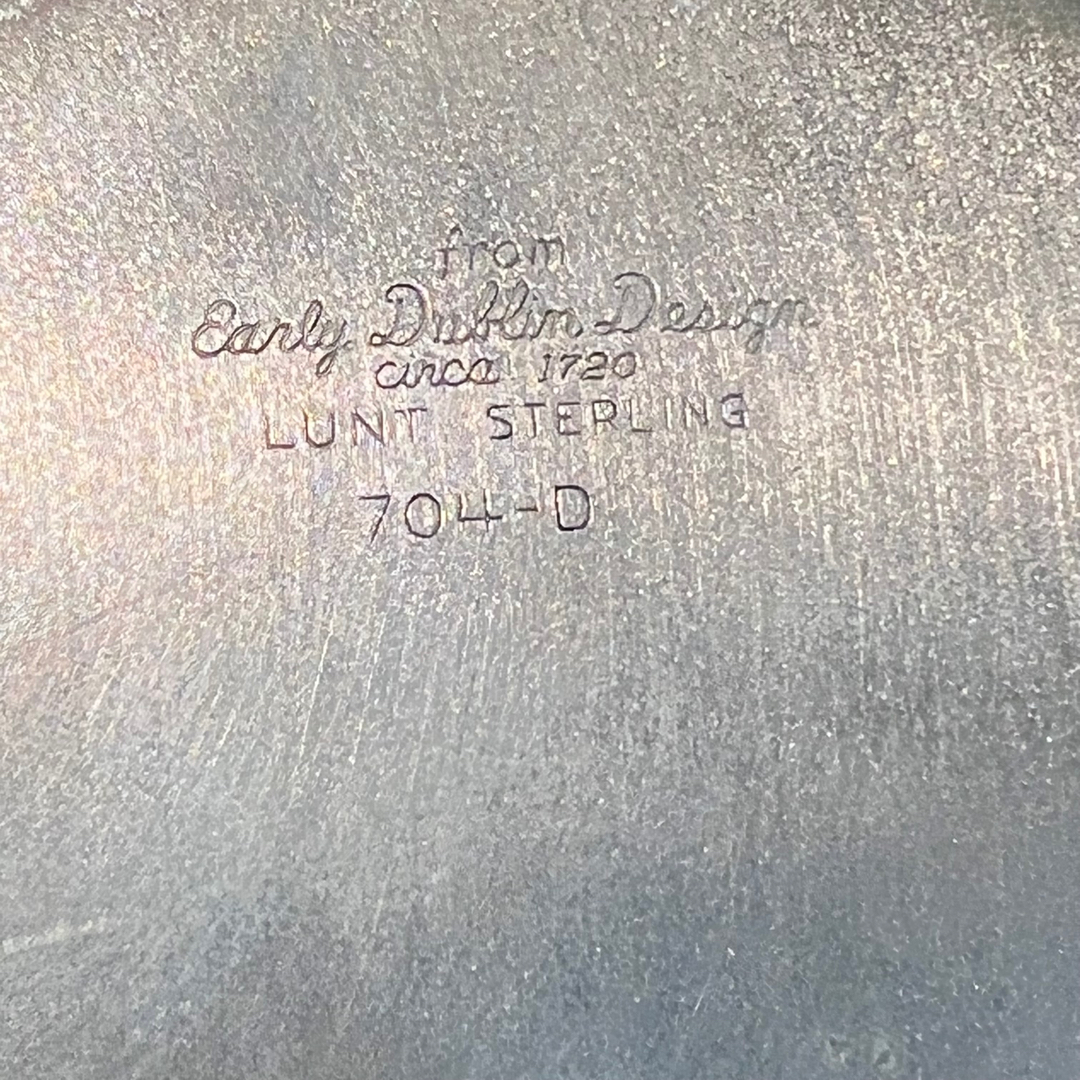 from
Early Dublin Design
circa 1720
LUNT STERLING
704-D